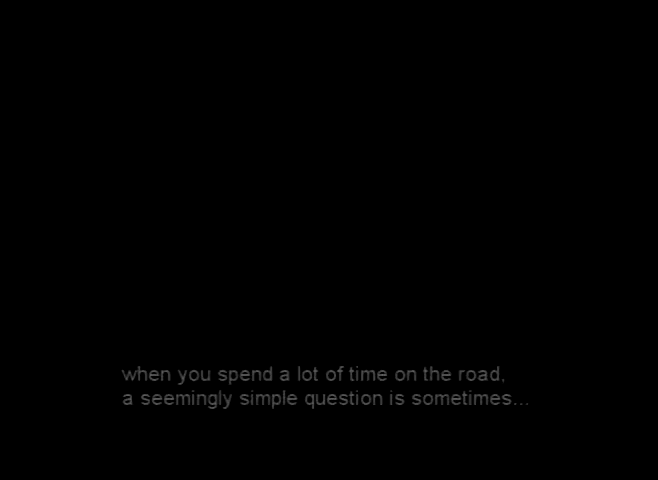 when you spend a lot of time on the road,
a seemingly simple question is sometimes...